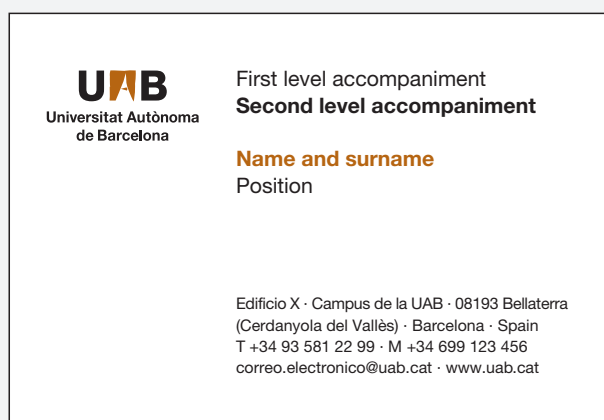 UAB
Universitat Autònoma
de Barcelona
First level accompaniment
Second level accompaniment
Name and surname
Position
Edificio X · Campus de la UAB · 08193 Bellaterra
(Cerdanyola del Vallès) · Barcelona · Spain
T +34 93 581 22 99 · M +34 699 123 456
correo.electronico@uab.cat · www.uab.cat